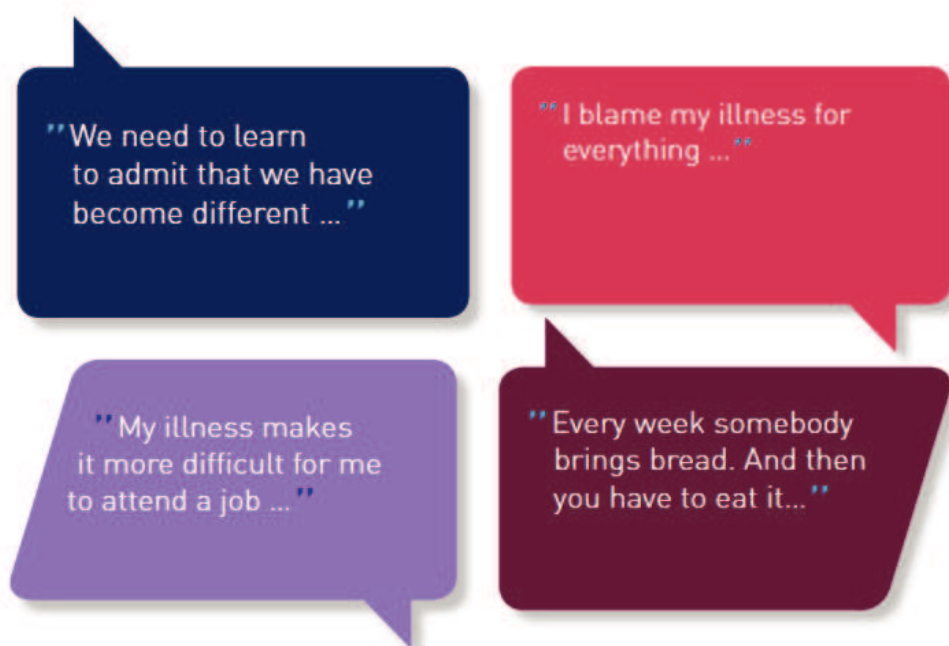 ”We need to learn
to admit that we have
become different ...”
”I blame my illness for
everything ...”
”My illness makes
it more difficult for me
to attend a job ...”
”Every week somebody
brings bread. And then
you have to eat it...”